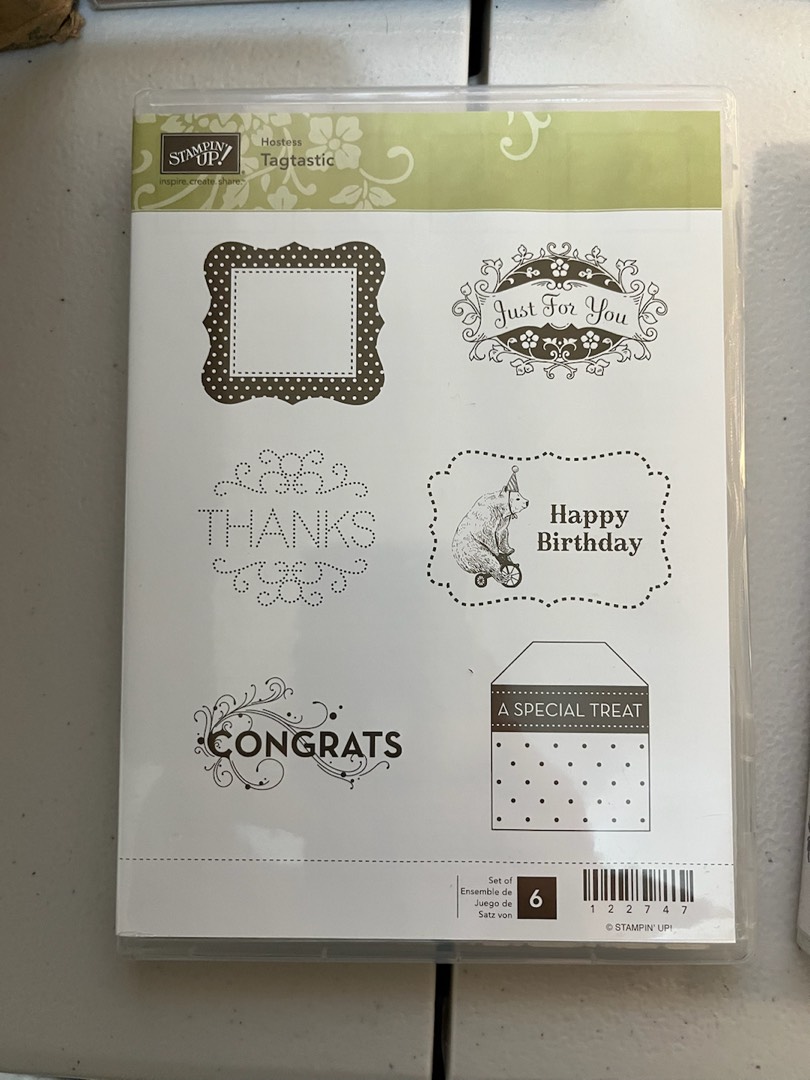 STAMPIN' UP!
inspire.create.share.™
Hostess
Tagtastic
Just For You
THANKS
Happy
Birthday
CONGRATS
A SPECIAL TREAT
Set of
Ensemble de
Juego de
Satz von
6
1 2 2 7 4 7
© STAMPIN' UP!